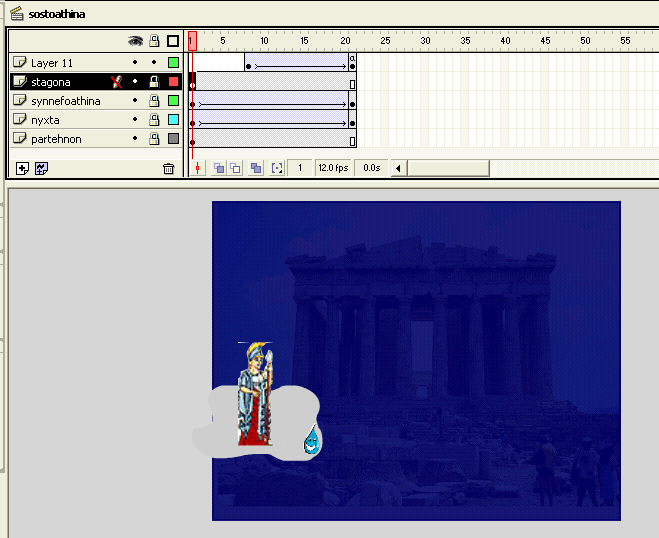 sostoathina
1 5 10 15 20 25 30 35 40 45 50 55
Layer 11
a
stagona
synnefoathina
nyxta
partehnon
1 12.0 fps 0.0s